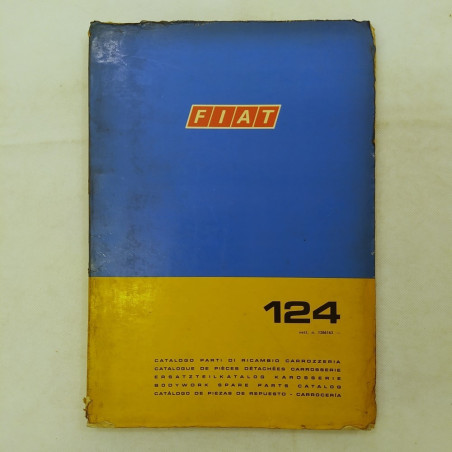 FIAT
124
CATALOGO PARTI DI RICAMBIO CARROZZERIA
CATALOGUE DE PIÈCES DÉTACHÉES CARROSSERIE
ERSATZTEILKATALOG KAROSSERIE
BODYWORK SPARE PARTS CATALOG
CATÁLOGO DE PIEZAS DE REPUESTO - CARROCERÍA